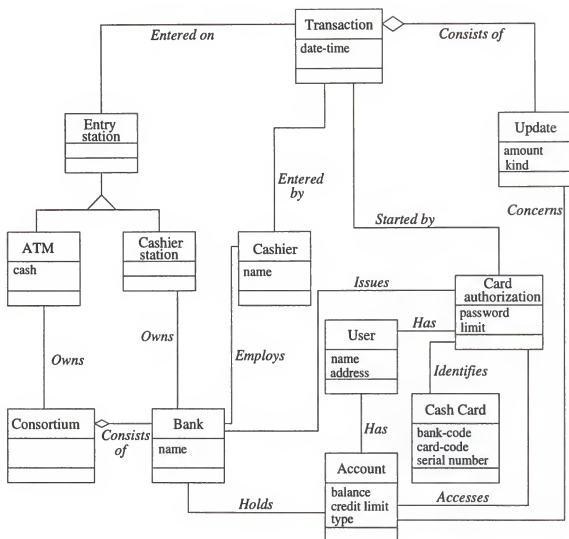 Transaction
date-time
Entered on
Consists of
Entry
station
Update
amount
kind
Entered
by
Concerns
Started by
ATM
cash
Cashier
station
Cashier
name
Issues
Card
authorization
password
limit
User
name
address
Has
Owns
Owns
Employs
Identifies
Consortium
Consists
of
Bank
name
Has
Cash Card
bank-code
card-code
serial number
Account
balance
credit limit
type
Holds
Accesses